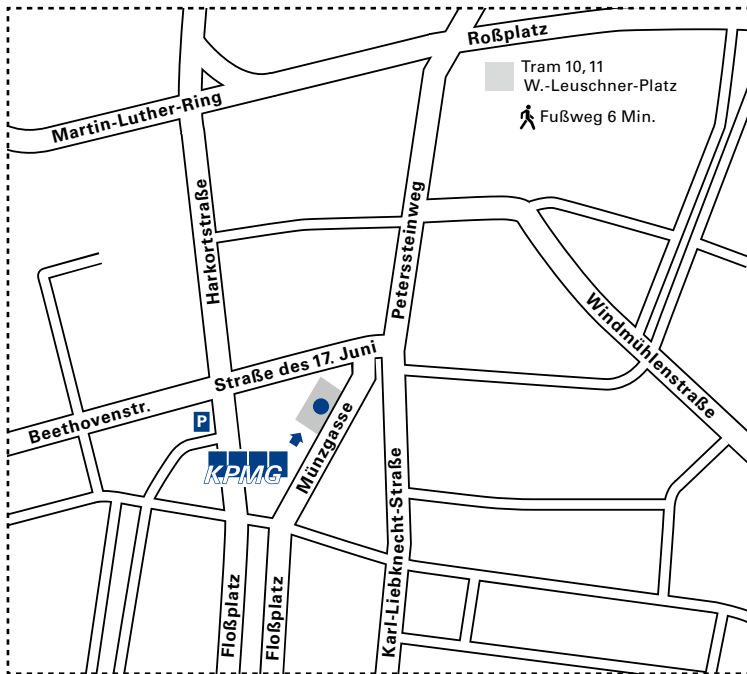 Roßplatz
Tram 10, 11
W.-Leuschner-Platz
Fußweg 6 Min.
Martin-Luther-Ring
Harkortstraße
Peterssteinweg
Windmühlenstraße
Straße des 17. Juni
Beethovenstr.
P
Münzgasse
KPMG
Karl-Liebknecht-Straße
Floßplatz
Floßplatz